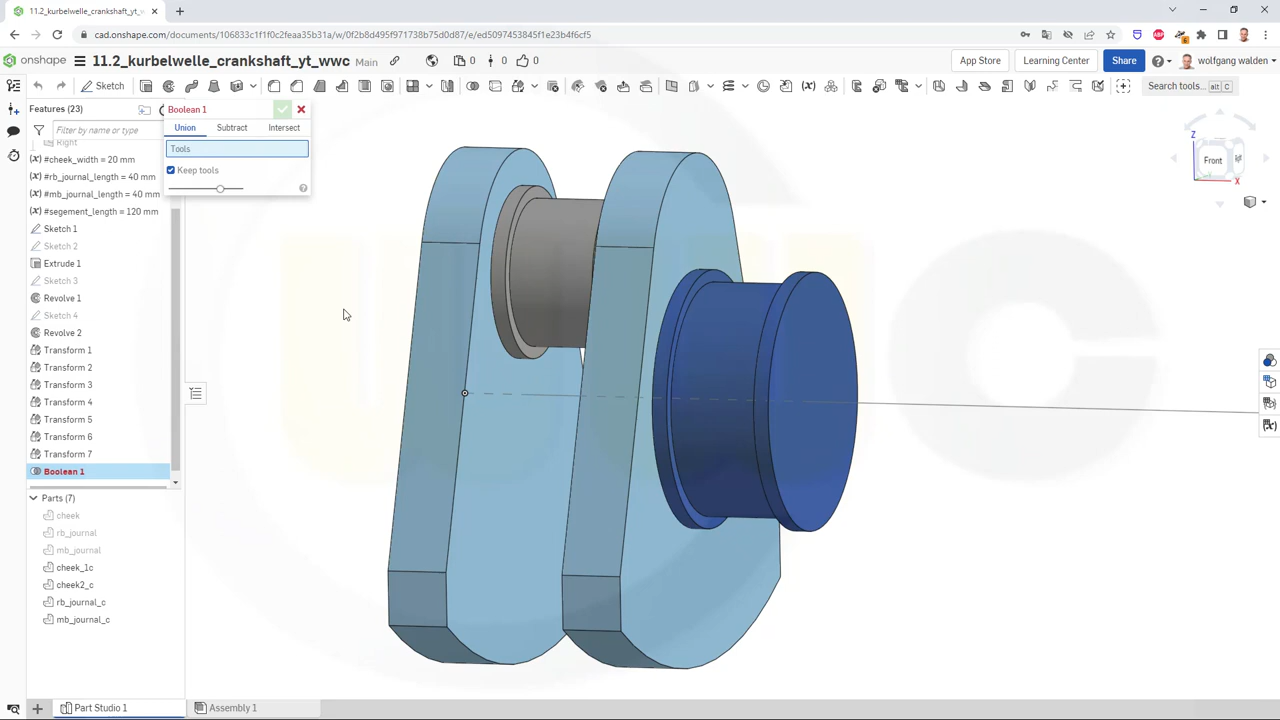 11.2_kurbelwelle_crankshaft_yt_w
cad.onshape.com/documents/106833c1f1f0c2feaa35b31a/w/0f2b8d495f971738b75d0d87/e/ed5097453845f1e23d4b6cf5
onshape
11.2_kurbelwelle_crankshaft_yt_wwc Main
0
0
0
App Store
Learning Center
Share
wolfgang walden
Sketch
Search tools...
alt
C
Features (23)
Filter by name or type
Right
(x) #cheek_width = 20 mm
(x) #rb_journal_length = 40 mm
(x) #mb_journal_length = 40 mm
(x) #segement_length = 120 mm
Sketch 1
Sketch 2
Extrude 1
Sketch 3
Revolve 1
Sketch 4
Revolve 2
Transform 1
Transform 2
Transform 3
Transform 4
Transform 5
Transform 6
Transform 7
Boolean 1
Parts (7)
cheek
rb_journal
mb_journal
cheek_1c
cheek2_c
rb_journal_c
mb_journal_c
Boolean 1
Union
Subtract
Intersect
Tools
Keep tools
Z
Front
X
Part Studio 1
Assembly 1